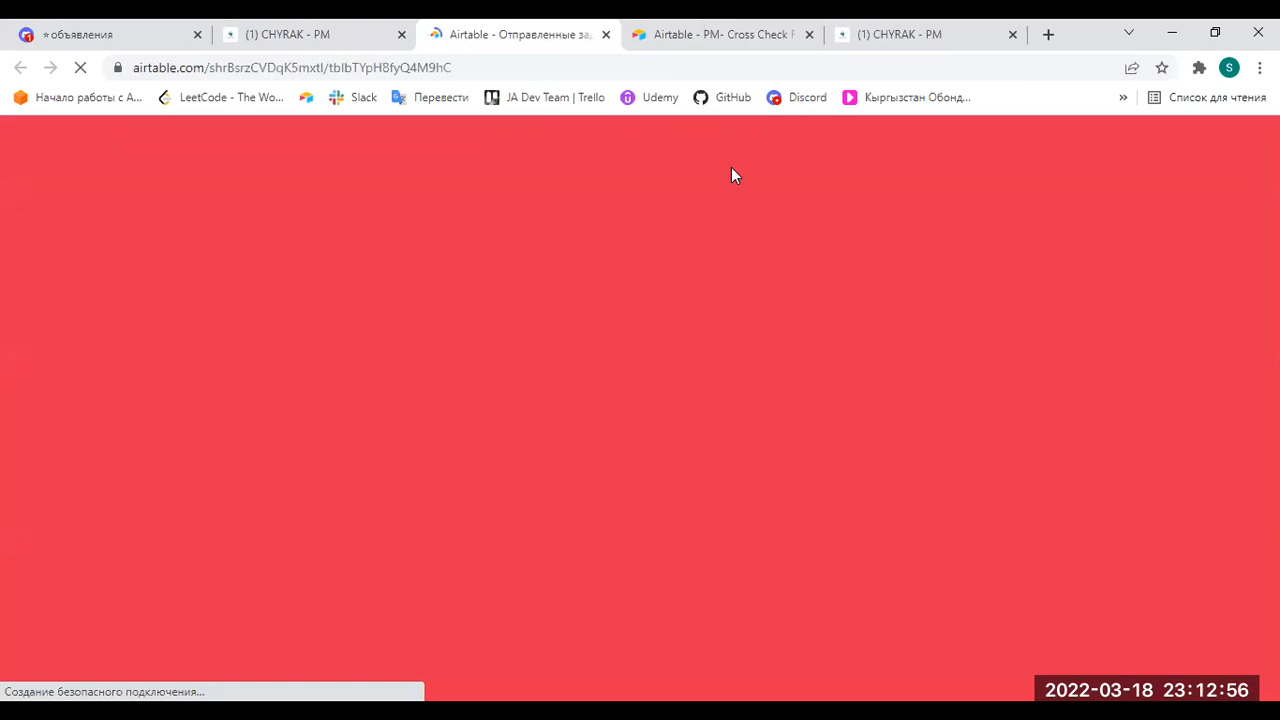 ⭐объявления
(1) CHYRAK - PM
Airtable - Отправленные за
Airtable - PM- Cross Check F
(1) CHYRAK - PM
airtable.com/shrBsrzCVDqK5mxtl/tblbTYpH8fyQ4M9hC
S
Начало работы с A...
LeetCode - The Wo...
Slack
Перевести
JA Dev Team | Trello
Udemy
GitHub
Discord
Кыргызстан Обонд...
»
Список для чтения
Создание безопасного подключения...
2022-03-18 23:12:56